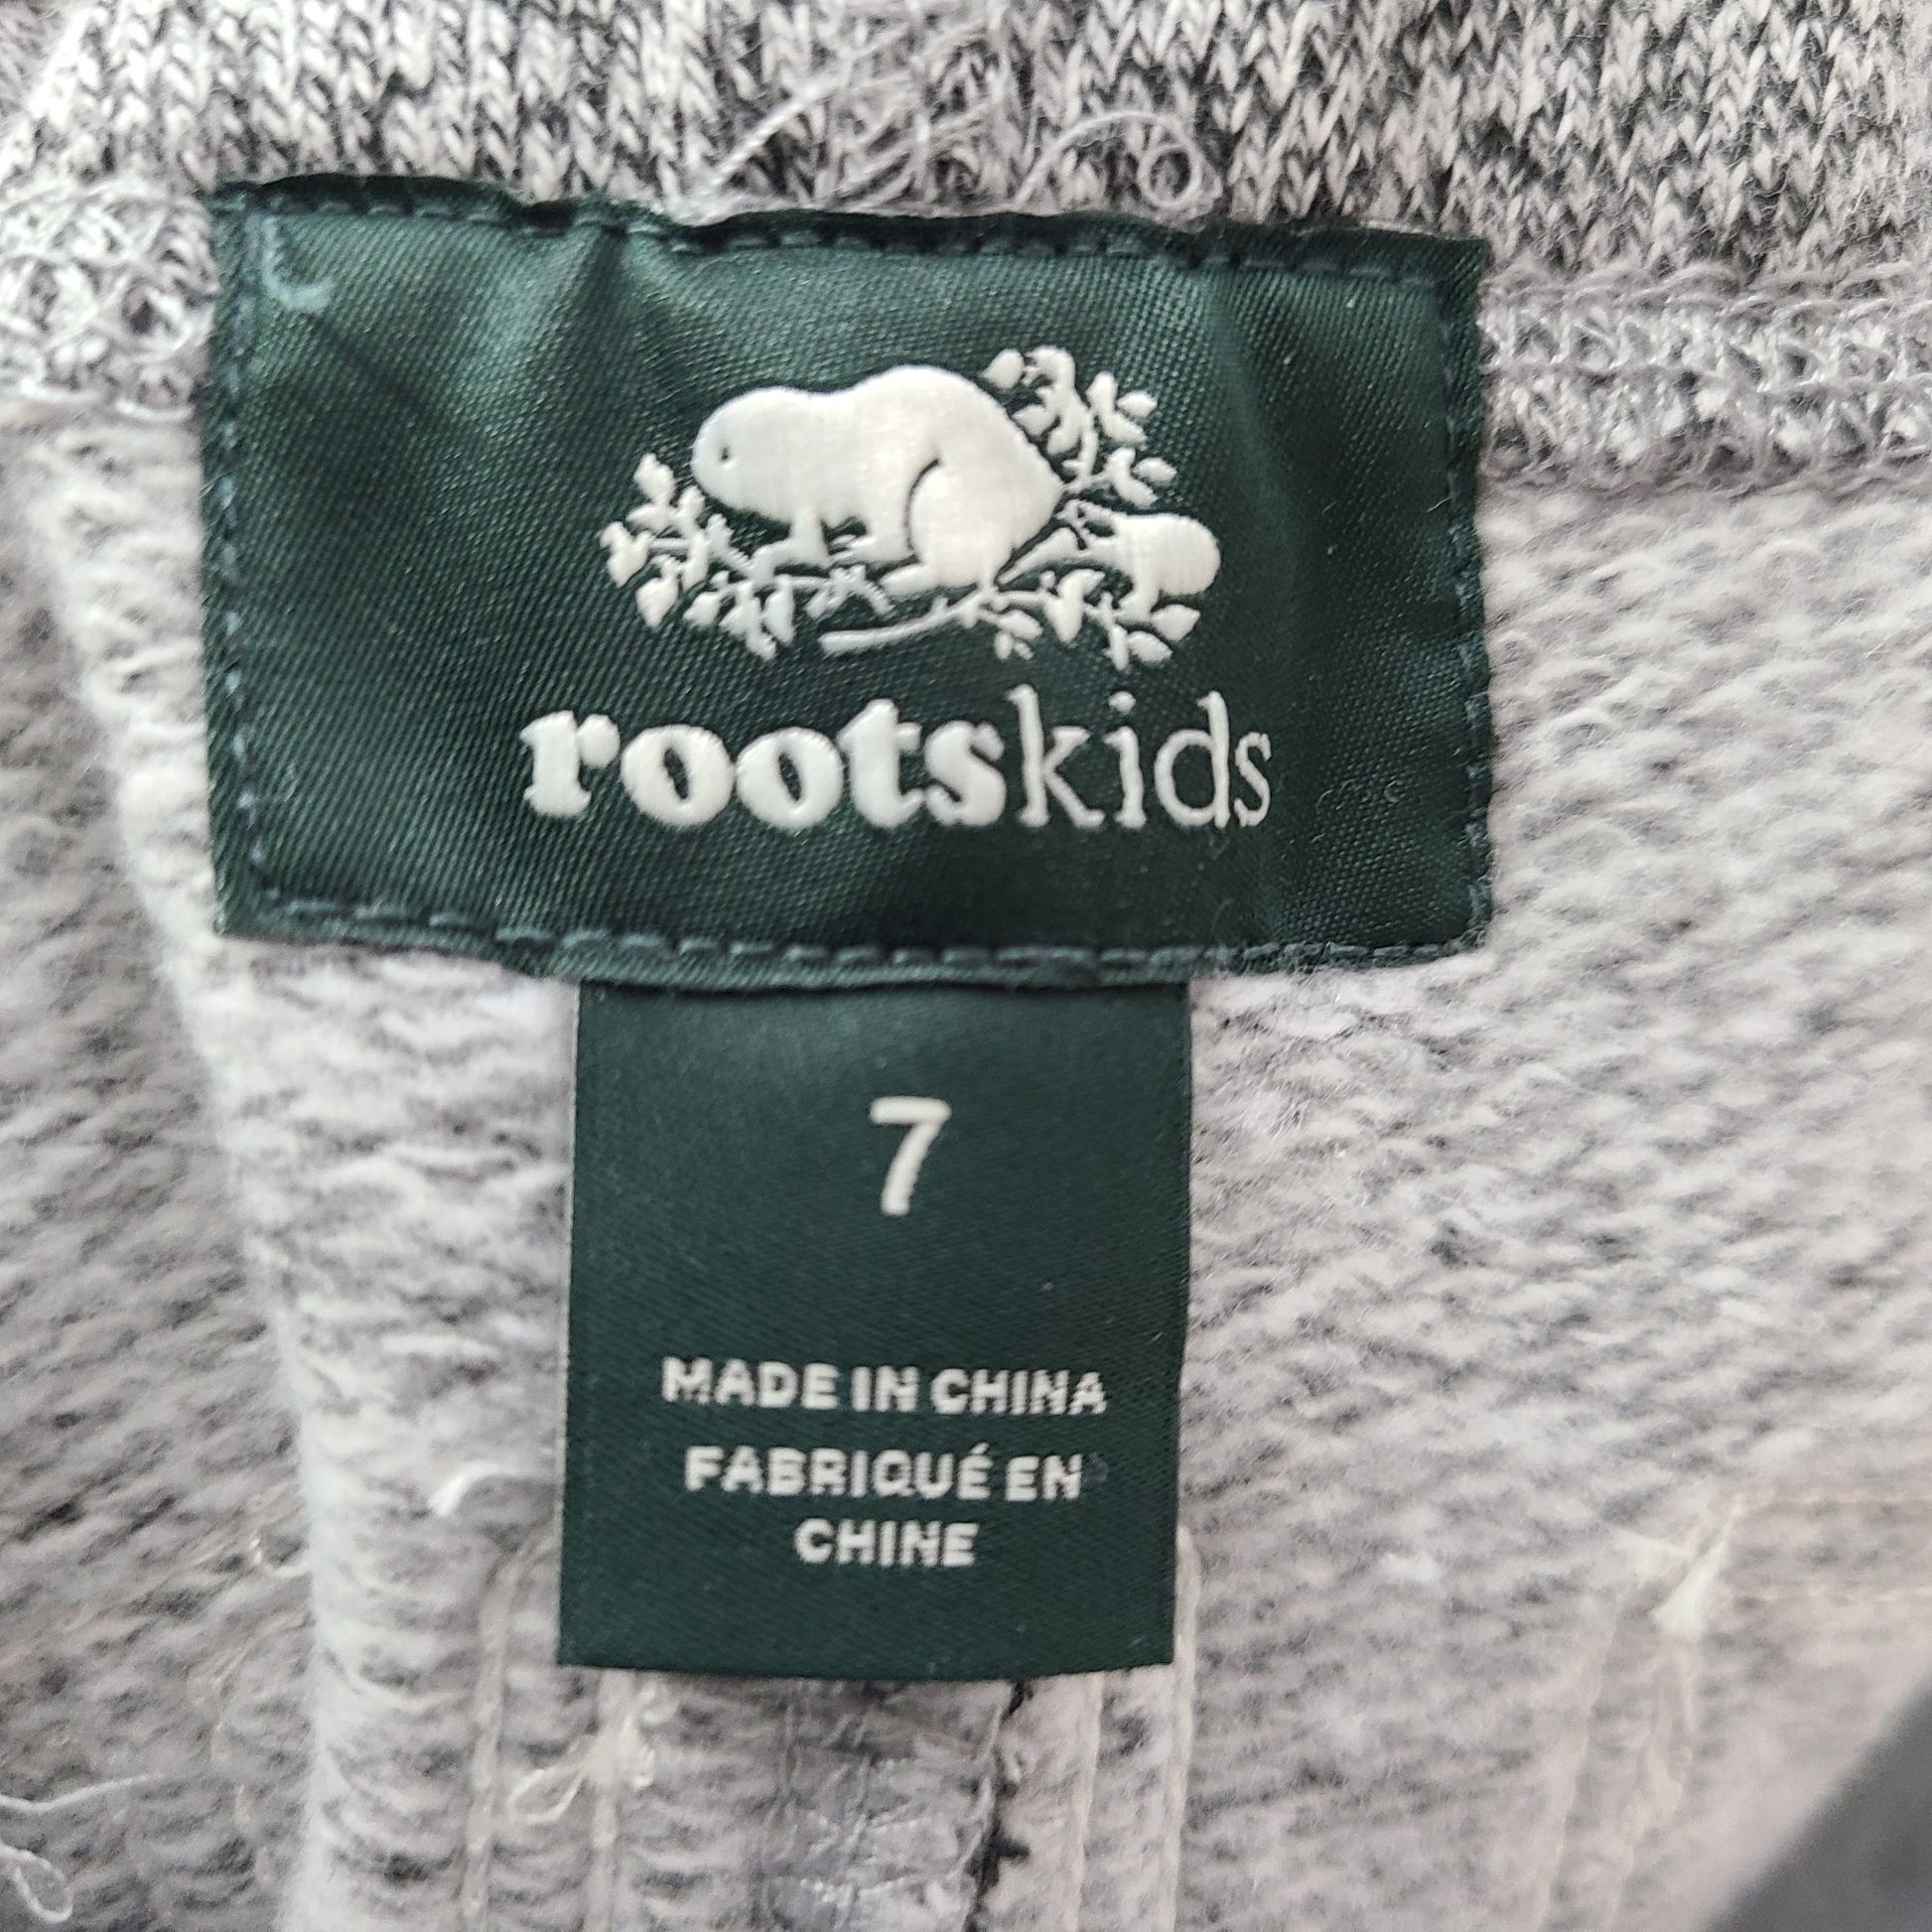 rootskids
7
MADE IN CHINA
FABRIQUÉ EN
CHINE